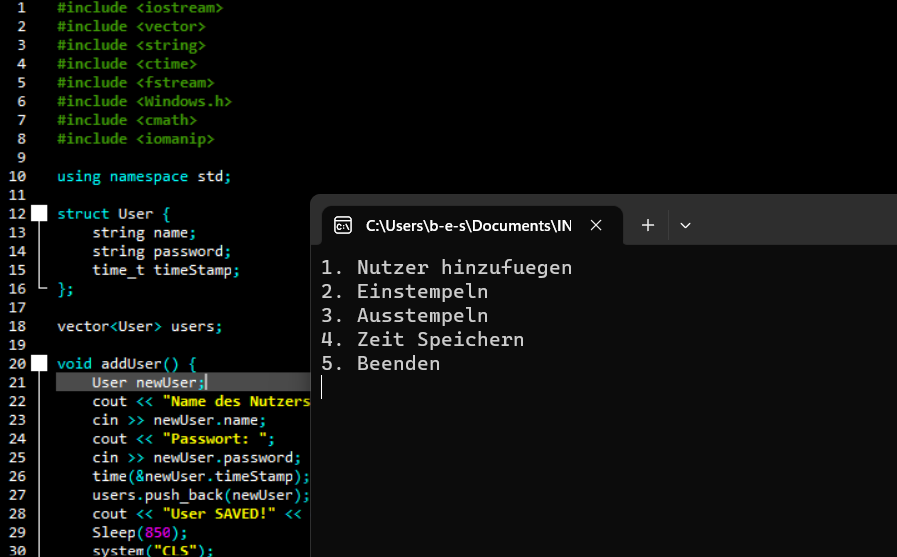 1 #include <iostream>
2 #include <vector>
3 #include <string>
4 #include <ctime>
5 #include <fstream>
6 #include <Windows.h>
7 #include <cmath>
8 #include <iomanip>
9
10 using namespace std;
11
12 struct User {
13 string name;
14 string password;
15 time_t timeStamp;
16 };
17
18 vector<User> users;
19
20 void addUser() {
21 User newUser;
22 cout << "Name des Nutzers
23 cin >> newUser.name;
24 cout << "Passwort: ";
25 cin >> newUser.password;
26 time(&newUser.timeStamp);
27 users.push_back(newUser);
28 cout << "User SAVED!" <<
29 Sleep(850);
30 system("CLS");
C:\Users\b-e-s\Documents\IN
1. Nutzer hinzufuegen
2. Einstempeln
3. Ausstempeln
4. Zeit Speichern
5. Beenden